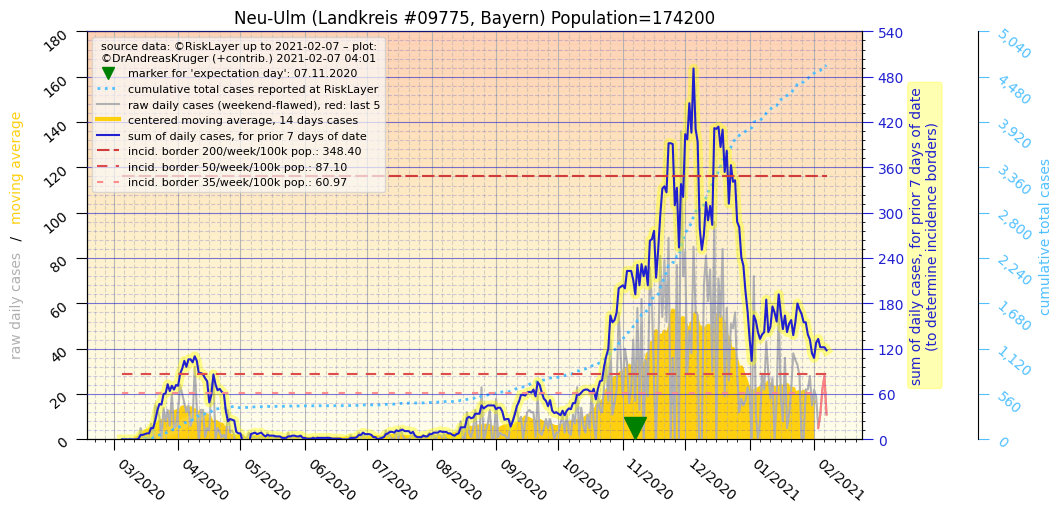 Neu-Ulm (Landkreis #09775, Bayern) Population=174200
source data: ©RiskLayer up to 2021-02-07 – plot:
©DrAndreasKruger (+contrib.) 2021-02-07 04:01
marker for 'expectation day': 07.11.2020
cumulative total cases reported at RiskLayer
raw daily cases (weekend-flawed), red: last 5
centered moving average, 14 days cases
sum of daily cases, for prior 7 days of date
incid. border 200/week/100k pop.: 348.40
incid. border 50/week/100k pop.: 87.10
incid. border 35/week/100k pop.: 60.97
raw daily cases / moving average
180
160
140
120
100
80
60
40
20
0
03/2020
04/2020
05/2020
06/2020
07/2020
08/2020
09/2020
10/2020
11/2020
12/2020
01/2021
02/2021
540
480
420
360
300
240
180
120
60
0
sum of daily cases, for prior 7 days of date
(to determine incidence borders)
5,040
4,480
3,920
3,360
2,800
2,240
1,680
1,120
560
0
cumulative total cases